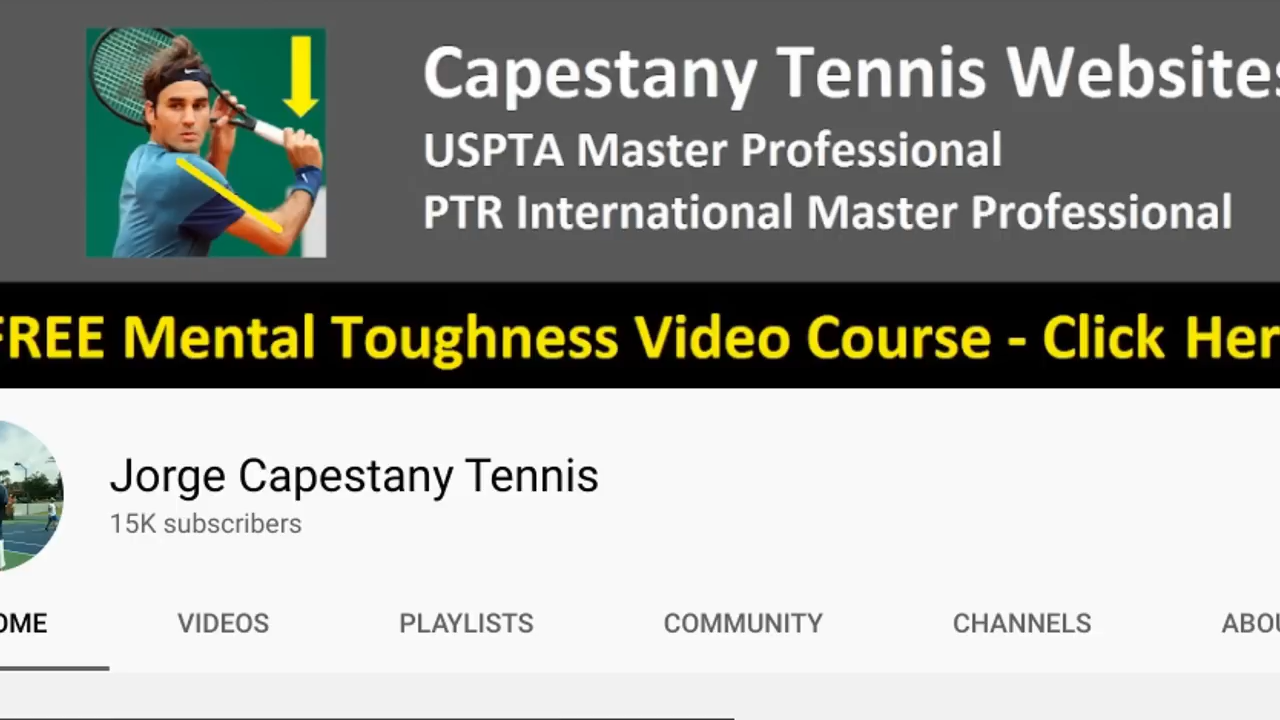 Capestany Tennis Websites
USPTA Master Professional
PTR International Master Professional
FREE Mental Toughness Video Course - Click Her
Jorge Capestany Tennis
15K subscribers
OME VIDEOS PLAYLISTS COMMUNITY CHANNELS ABOU